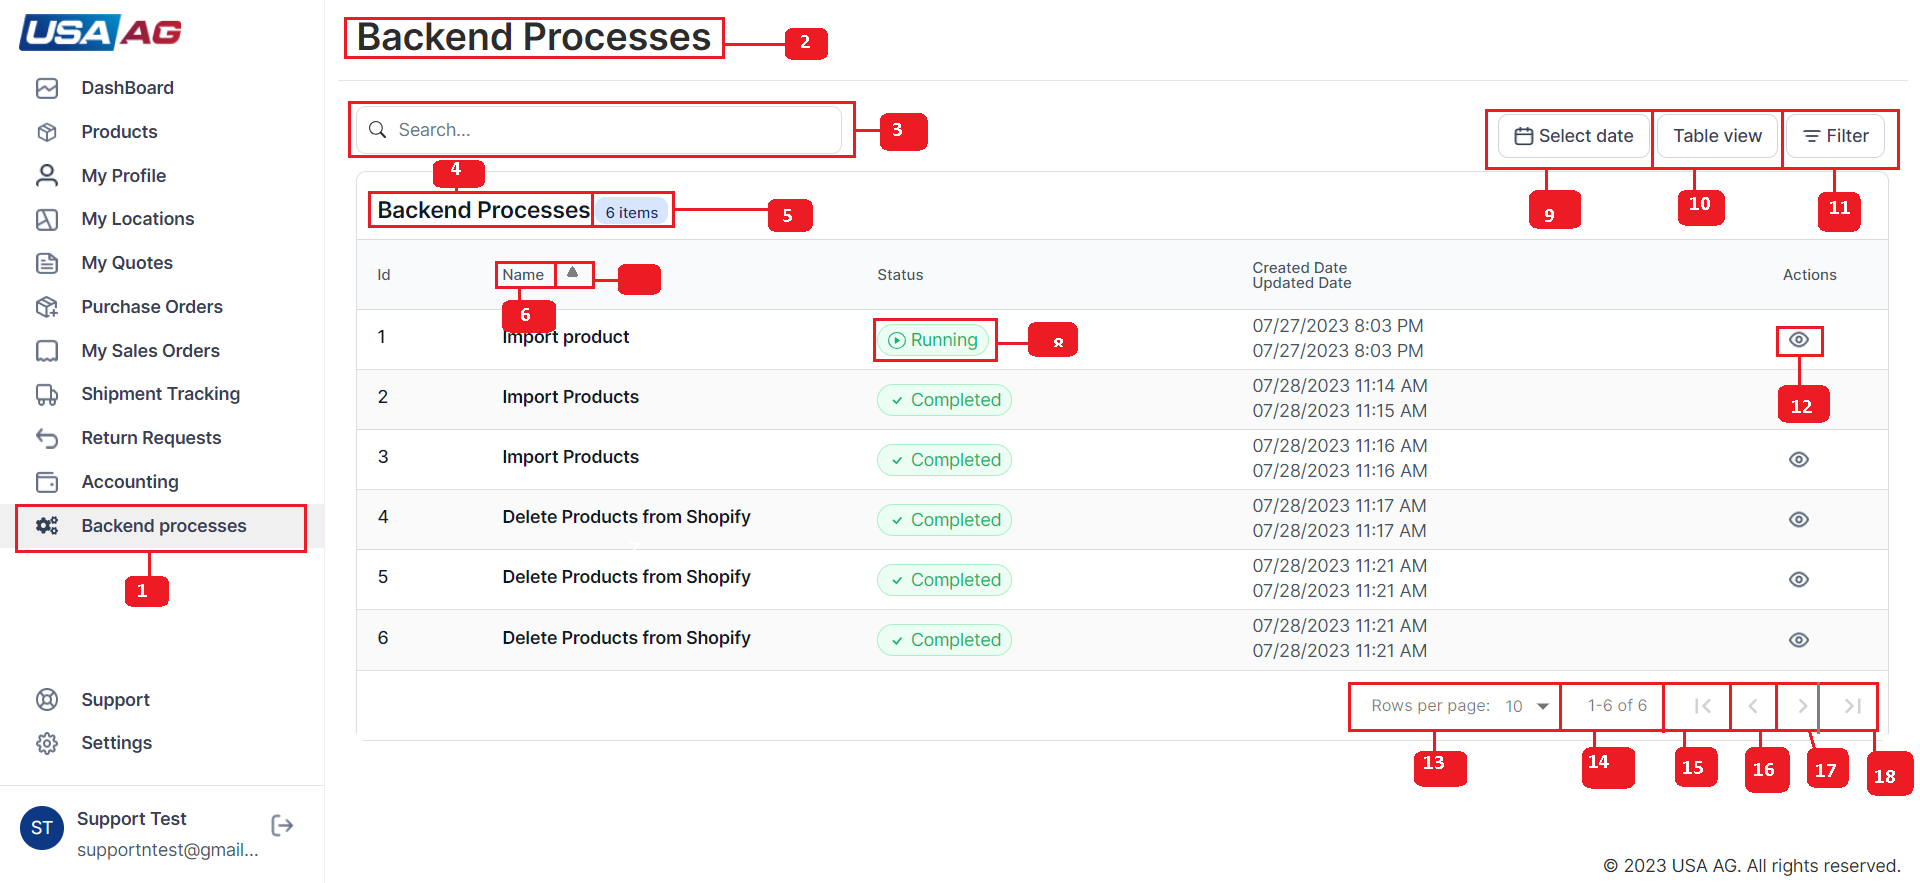 USA AG
DashBoard
Products
My Profile
My Locations
My Quotes
Purchase Orders
My Sales Orders
Shipment Tracking
Return Requests
Accounting
Backend processes
1
Support
Settings
ST
Support Test
supportntest@gmail...
Backend Processes
2
Search...
3
Select date
Table view
Filter
9
10
11
4
Backend Processes
6 items
5
Id
Name
Status
Created Date
Updated Date
Actions
6
1
Import product
Running
8
07/27/2023 8:03 PM
07/27/2023 8:03 PM
12
2
Import Products
Completed
07/28/2023 11:14 AM
07/28/2023 11:15 AM
3
Import Products
Completed
07/28/2023 11:16 AM
07/28/2023 11:16 AM
4
Delete Products from Shopify
Completed
07/28/2023 11:17 AM
07/28/2023 11:17 AM
5
Delete Products from Shopify
Completed
07/28/2023 11:21 AM
07/28/2023 11:21 AM
6
Delete Products from Shopify
Completed
07/28/2023 11:21 AM
07/28/2023 11:21 AM
Rows per page: 10
1-6 of 6
13
14
15
16
17
18
© 2023 USA AG. All rights reserved.